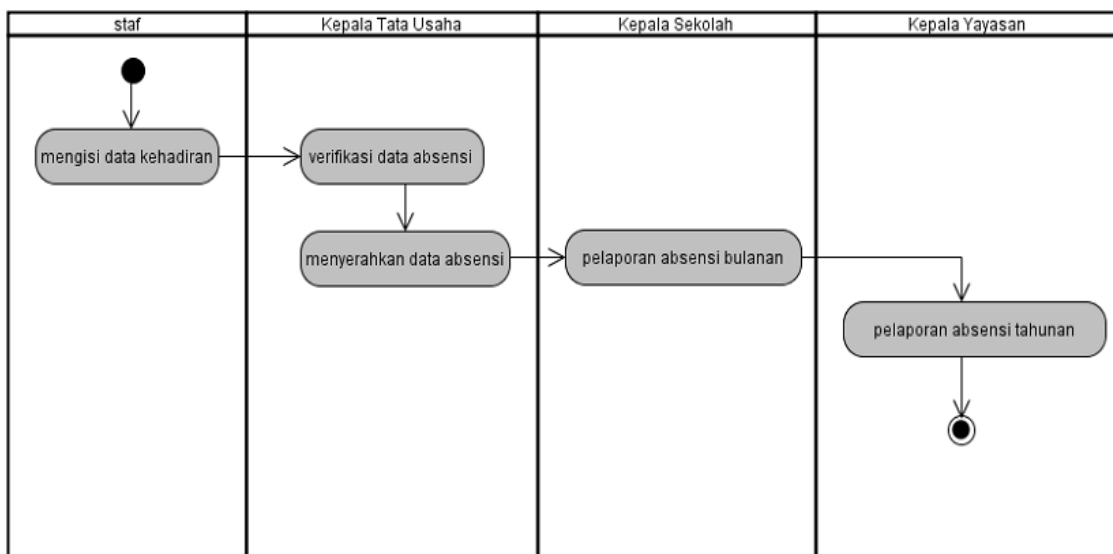 staf
Kepala Tata Usaha
Kepala Sekolah
Kepala Yayasan
mengisi data kehadiran
verifikasi data absensi
menyerahkan data absensi
pelaporan absensi bulanan
pelaporan absensi tahunan